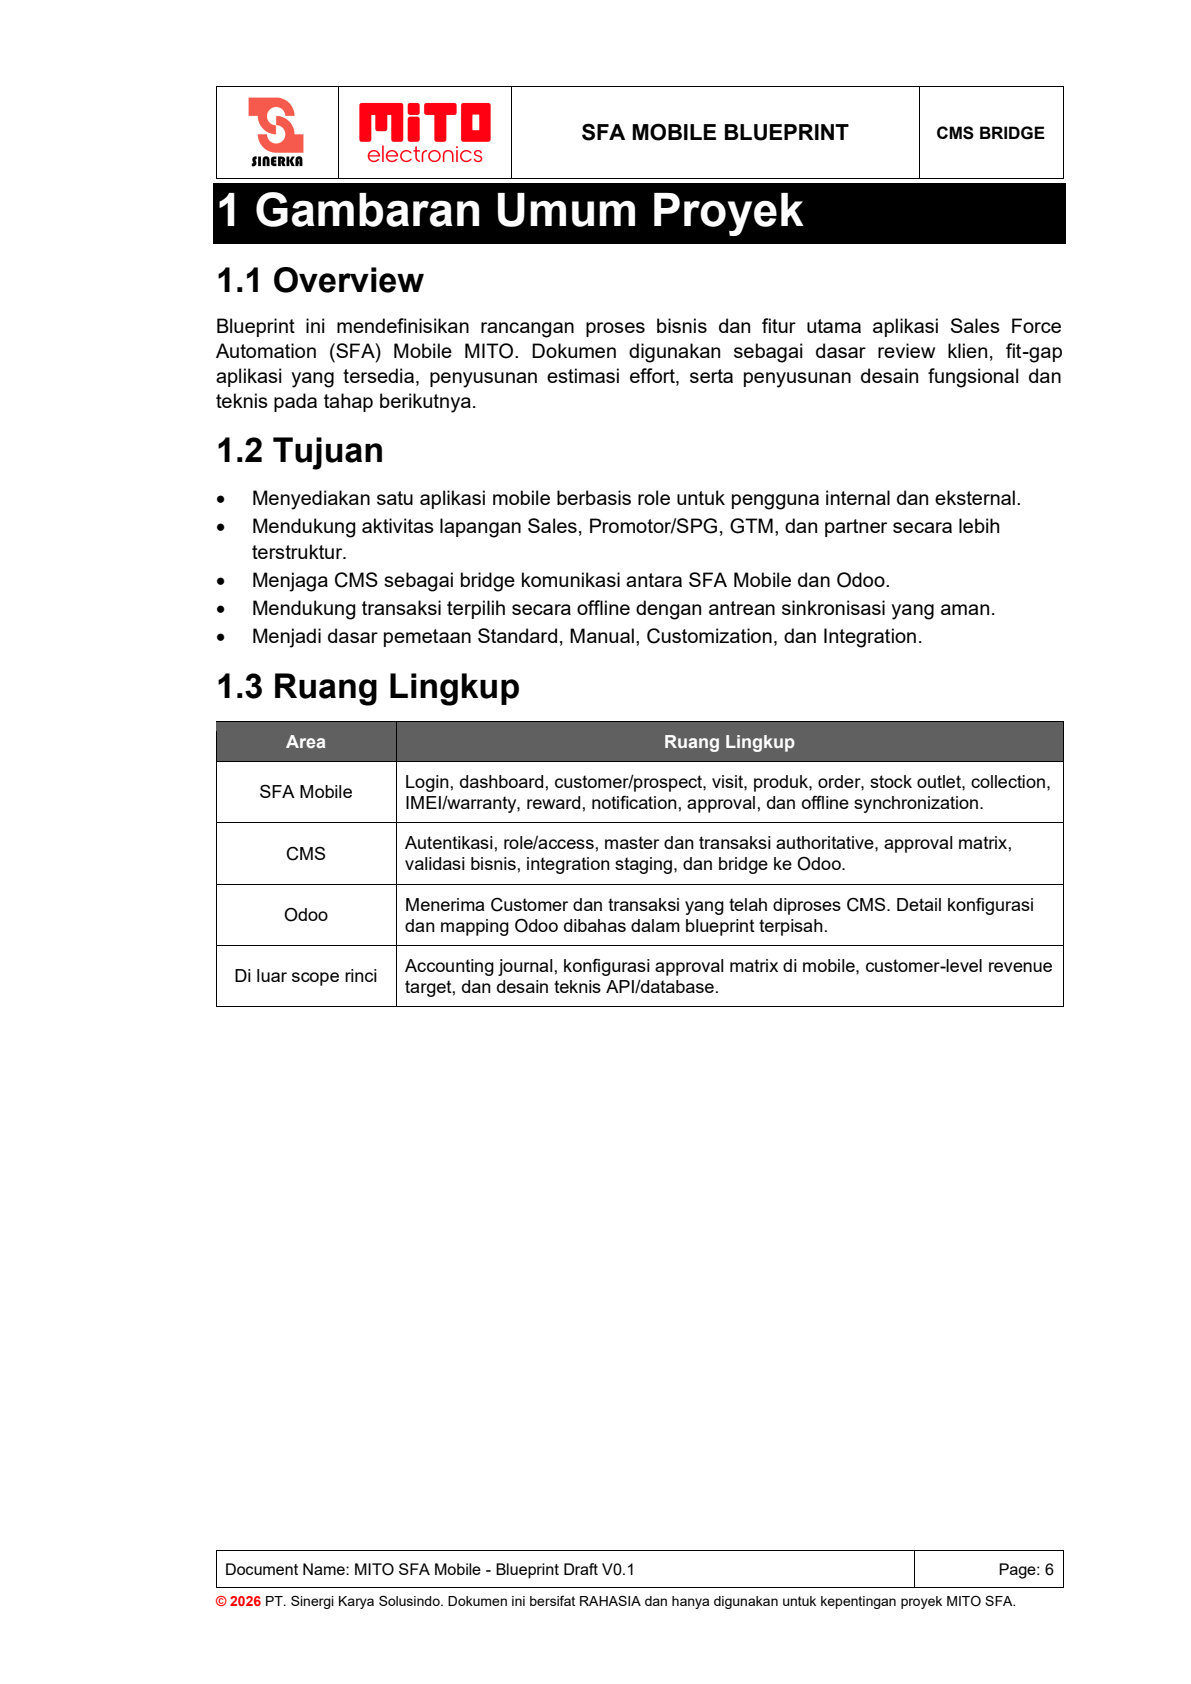 SINERKA
MiTO
electronics
SFA MOBILE BLUEPRINT
CMS BRIDGE
1 Gambaran Umum Proyek
1.1 Overview
Blueprint ini mendefinisikan rancangan proses bisnis dan fitur utama aplikasi Sales Force
Automation (SFA) Mobile MITO. Dokumen digunakan sebagai dasar review klien, fit-gap
aplikasi yang tersedia, penyusunan estimasi effort, serta penyusunan desain fungsional dan
teknis pada tahap berikutnya.
1.2 Tujuan
• Menyediakan satu aplikasi mobile berbasis role untuk pengguna internal dan eksternal.
• Mendukung aktivitas lapangan Sales, Promotor/SPG, GTM, dan partner secara lebih
terstruktur.
• Menjaga CMS sebagai bridge komunikasi antara SFA Mobile dan Odoo.
• Mendukung transaksi terpilih secara offline dengan antrean sinkronisasi yang aman.
• Menjadi dasar pemetaan Standard, Manual, Customization, dan Integration.
1.3 Ruang Lingkup
Area
Ruang Lingkup
SFA Mobile
Login, dashboard, customer/prospect, visit, produk, order, stock outlet, collection,
IMEI/warranty, reward, notification, approval, dan offline synchronization.
CMS
Autentikasi, role/access, master dan transaksi authoritative, approval matrix,
validasi bisnis, integration staging, dan bridge ke Odoo.
Odoo
Menerima Customer dan transaksi yang telah diproses CMS. Detail konfigurasi
dan mapping Odoo dibahas dalam blueprint terpisah.
Di luar scope rinci
Accounting journal, konfigurasi approval matrix di mobile, customer-level revenue
target, dan desain teknis API/database.
Document Name: MITO SFA Mobile - Blueprint Draft V0.1
Page: 6
© 2026 PT. Sinergi Karya Solusindo. Dokumen ini bersifat RAHASIA dan hanya digunakan untuk kepentingan proyek MITO SFA.